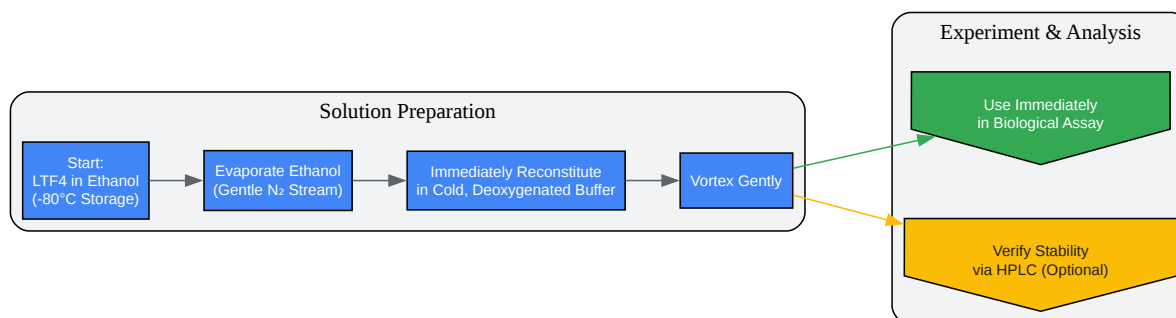 Solution Preparation
Start:
LTF4 in Ethanol
(-80°C Storage)
Evaporate Ethanol
(Gentle N₂ Stream)
Immediately Reconstitute
in Cold, Deoxygenated Buffer
Vortex Gently
Experiment & Analysis
Use Immediately
in Biological Assay
Verify Stability
via HPLC (Optional)